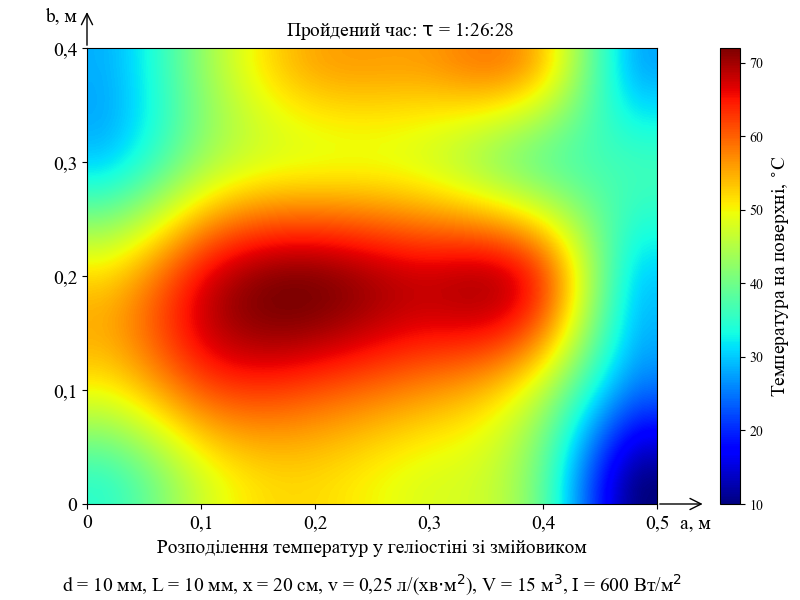 b, м
Пройдений час: τ = 1:26:28
0,4
0,3
0,2
0,1
0
0 0,1 0,2 0,3 0,4 0,5 a, м
70
60
50
40
30
20
10
Температура на поверхні, °C
Розподілення температур у геліостіні зі змійовиком
d = 10 мм, L = 10 мм, x = 20 см, v = 0,25 л/(хв·м²), V = 15 м³, I = 600 Вт/м²